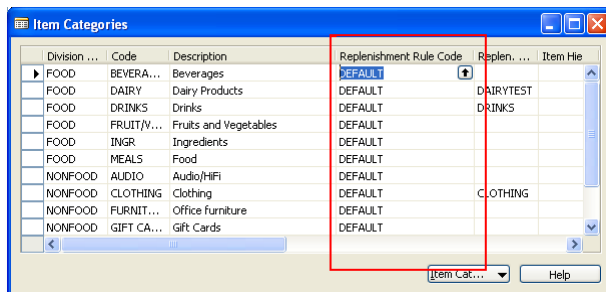 Item Categories
Division ... Code Description Replenishment Rule Code Replen. ... Item Hie
FOOD BEVERA... Beverages DEFAULT
FOOD DAIRY Dairy Products DEFAULT DAIRYTEST
FOOD DRINKS Drinks DEFAULT DRINKS
FOOD FRUIT/V... Fruits and Vegetables DEFAULT
FOOD INGR Ingredients DEFAULT
FOOD MEALS Food DEFAULT
NONFOOD AUDIO Audio/HiFi DEFAULT
NONFOOD CLOTHING Clothing DEFAULT CLOTHING
NONFOOD FURNIT... Office furniture DEFAULT
NONFOOD GIFT CA... Gift Cards DEFAULT
Item Cat... Help